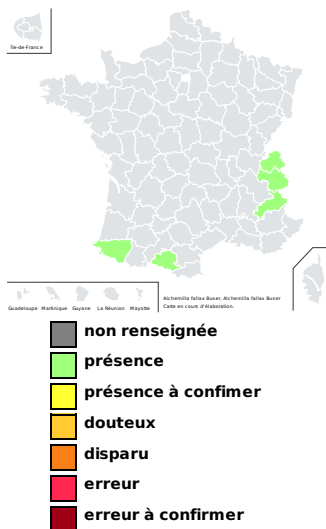 Île-de-France
Guadeloupe Martinique Guyane La Réunion Mayotte
Alchemilla fallax Buser, Alchemilla fallax Buser
Carte en cours d'élaboration.
non renseignée
présence
présence à confimer
douteux
disparu
erreur
erreur à confirmer